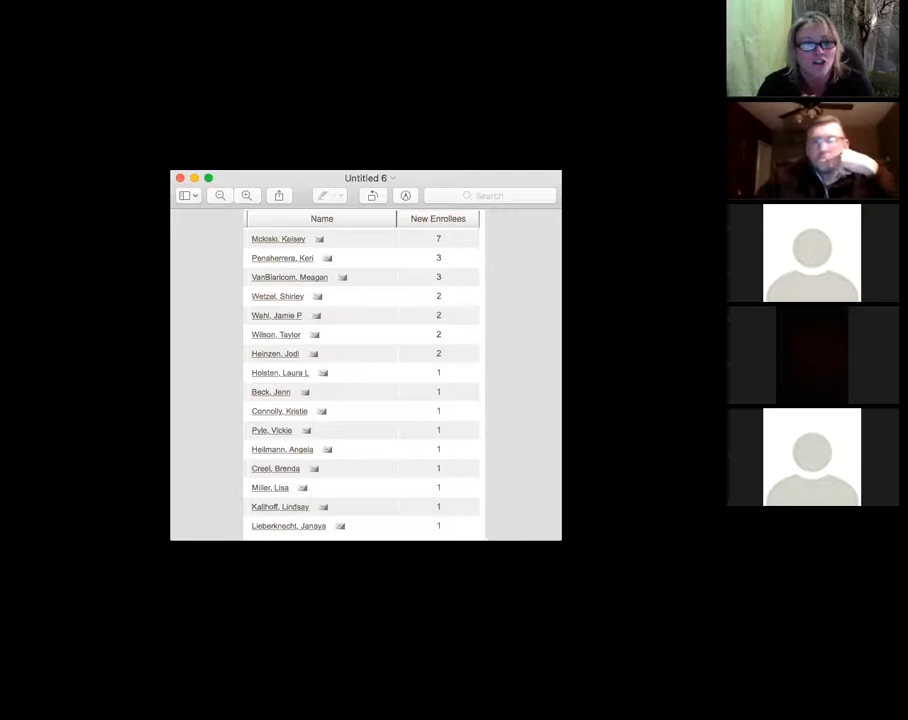 Untitled 6
Search
Name New Enrollees
Mckiski, Kelsey 7
Penaherrera, Keri 3
VanBlaricom, Meagan 3
Wetzel, Shirley 2
Wahl, Jamie P 2
Wilson, Taylor 2
Heinzen, Jodi 2
Hoisten, Laura L 1
Beck, Jenn 1
Connolly, Kristie 1
Pyle, Vickie 1
Heilmann, Angela 1
Creel, Brenda 1
Miller, Lisa 1
Kallhoff, Lindsay 1
Lieberknecht, Janaya 1